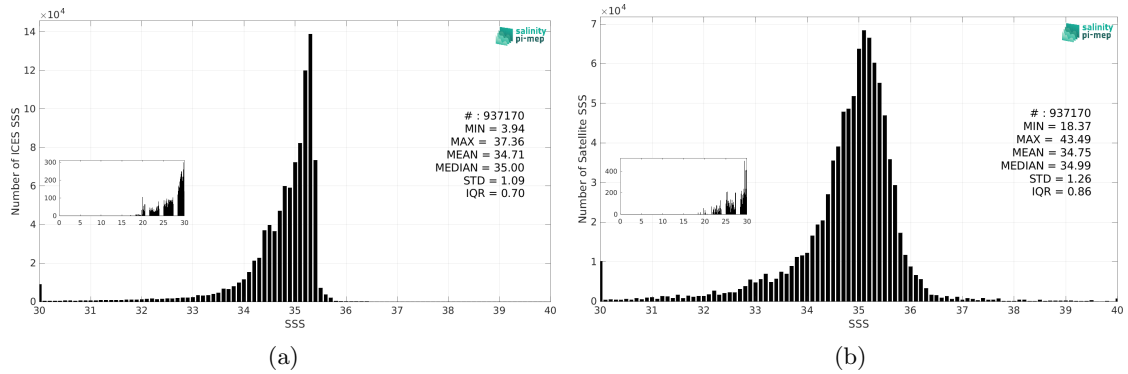 ×10⁴
14
12
10
8
6
4
2
0
Number of ICES SSS
30 31 32 33 34 35 36 37 38 39 40
SSS
salinity
pi-mep
# : 937170
MIN = 3.94
MAX = 37.36
MEAN = 34.71
MEDIAN = 35.00
STD = 1.09
IQR = 0.70
300
200
100
0
0 5 10 15 20 25 30
(a)
×10⁴
7
6
5
4
3
2
1
0
Number of Satellite SSS
30 31 32 33 34 35 36 37 38 39 40
SSS
salinity
pi-mep
# : 937170
MIN = 18.37
MAX = 43.49
MEAN = 34.75
MEDIAN = 34.99
STD = 1.26
IQR = 0.86
400
200
0
0 5 10 15 20 25 30
(b)